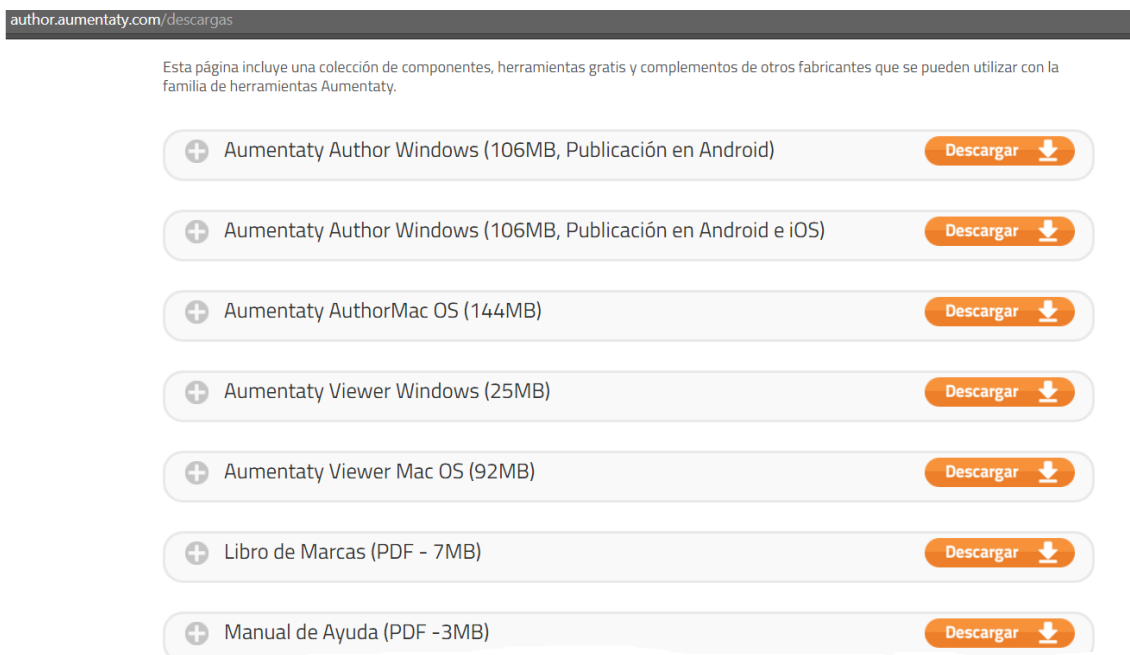 author.aumentaty.com/descargas
Esta página incluye una colección de componentes, herramientas gratis y complementos de otros fabricantes que se pueden utilizar con la
familia de herramientas Aumentaty.
Aumentaty Author Windows (106MB, Publicación en Android) Descargar
Aumentaty Author Windows (106MB, Publicación en Android e iOS) Descargar
Aumentaty AuthorMac OS (144MB) Descargar
Aumentaty Viewer Windows (25MB) Descargar
Aumentaty Viewer Mac OS (92MB) Descargar
Libro de Marcas (PDF - 7MB) Descargar
Manual de Ayuda (PDF -3MB) Descargar